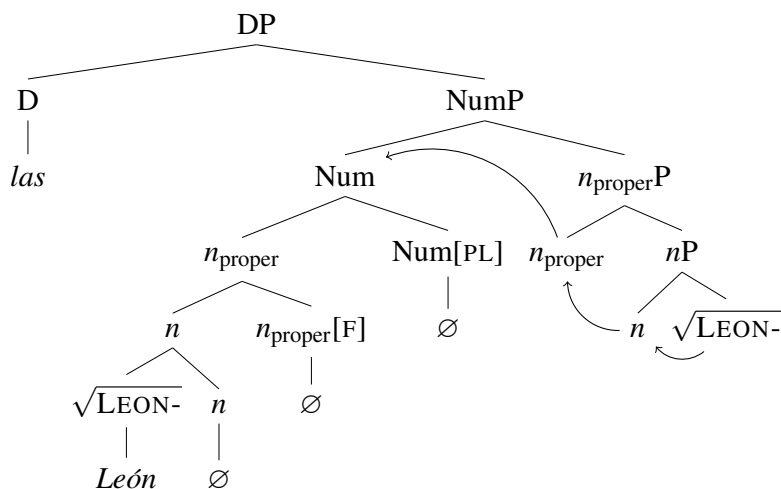 DP
D NumP
las Num n_properP
n_proper Num[PL] n_proper nP
n n_proper[F] ∅ n √LEON-
√LEON- n ∅
León ∅